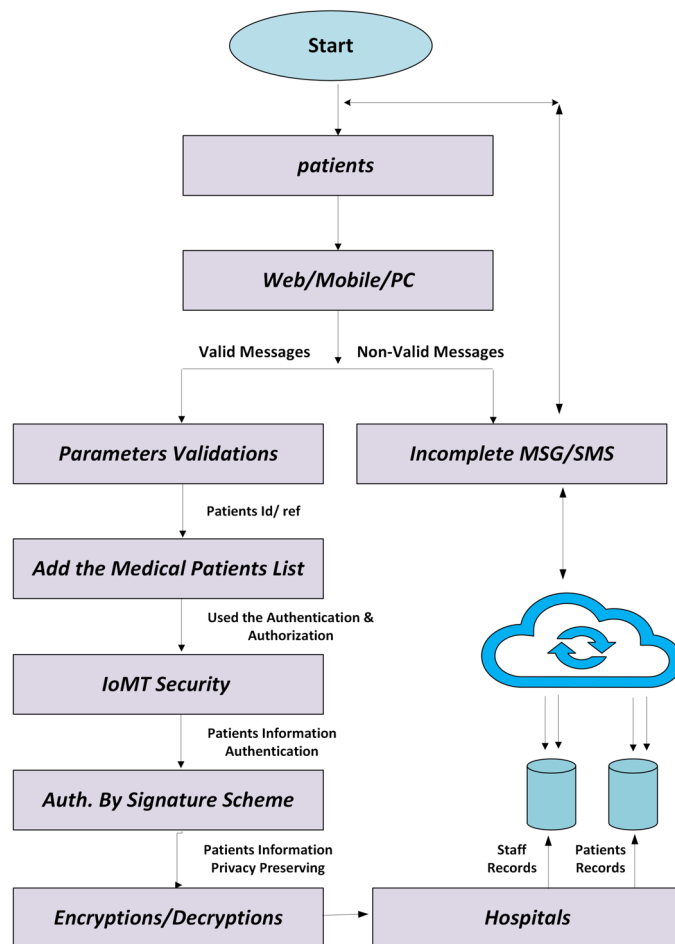 Start
patients
Web/Mobile/PC
Valid Messages
Non-Valid Messages
Parameters Validations
Incomplete MSG/SMS
Patients Id/ ref
Add the Medical Patients List
Used the Authentication &
Authorization
IoMT Security
Patients Information
Authentication
Auth. By Signature Scheme
Patients Information
Privacy Preserving
Staff
Records
Patients
Records
Encryptions/Decryptions
Hospitals